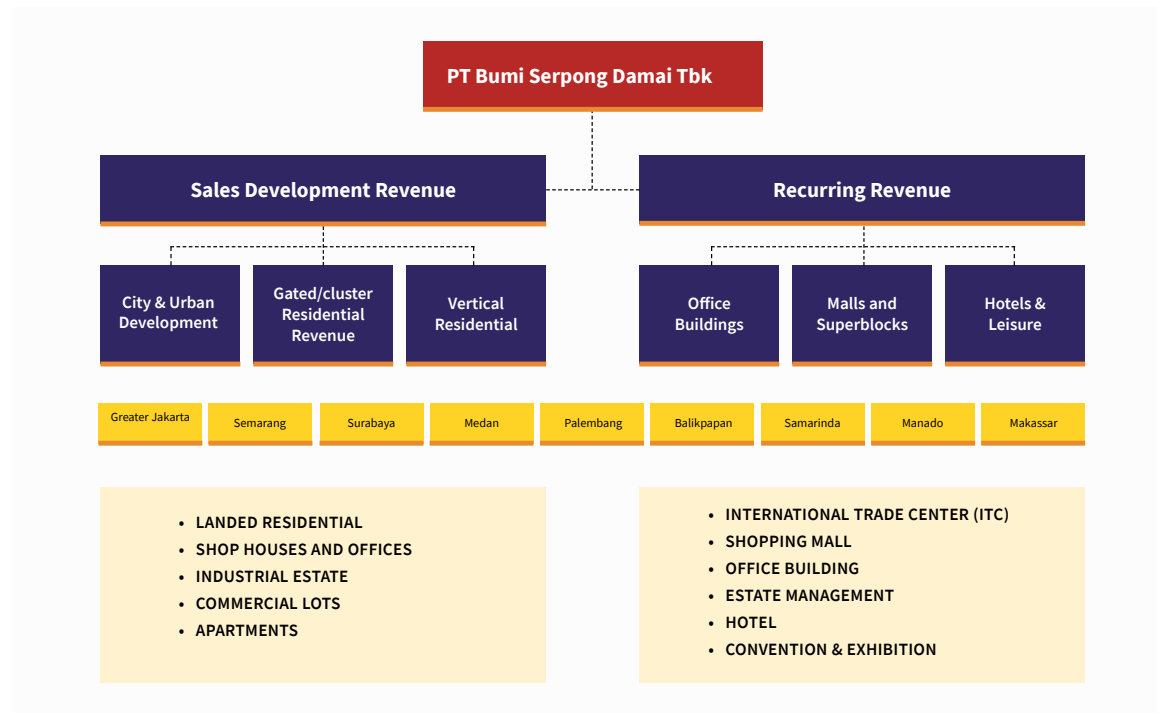 PT Bumi Serpong Damai Tbk
Sales Development Revenue
Recurring Revenue
City & Urban
Development
Gated/cluster
Residential
Revenue
Vertical
Residential
Office
Buildings
Malls and
Superblocks
Hotels &
Leisure
Greater Jakarta
Semarang
Surabaya
Medan
Palembang
Balikpapan
Samarinda
Manado
Makassar
• LANDED RESIDENTIAL
• SHOP HOUSES AND OFFICES
• INDUSTRIAL ESTATE
• COMMERCIAL LOTS
• APARTMENTS
• INTERNATIONAL TRADE CENTER (ITC)
• SHOPPING MALL
• OFFICE BUILDING
• ESTATE MANAGEMENT
• HOTEL
• CONVENTION & EXHIBITION